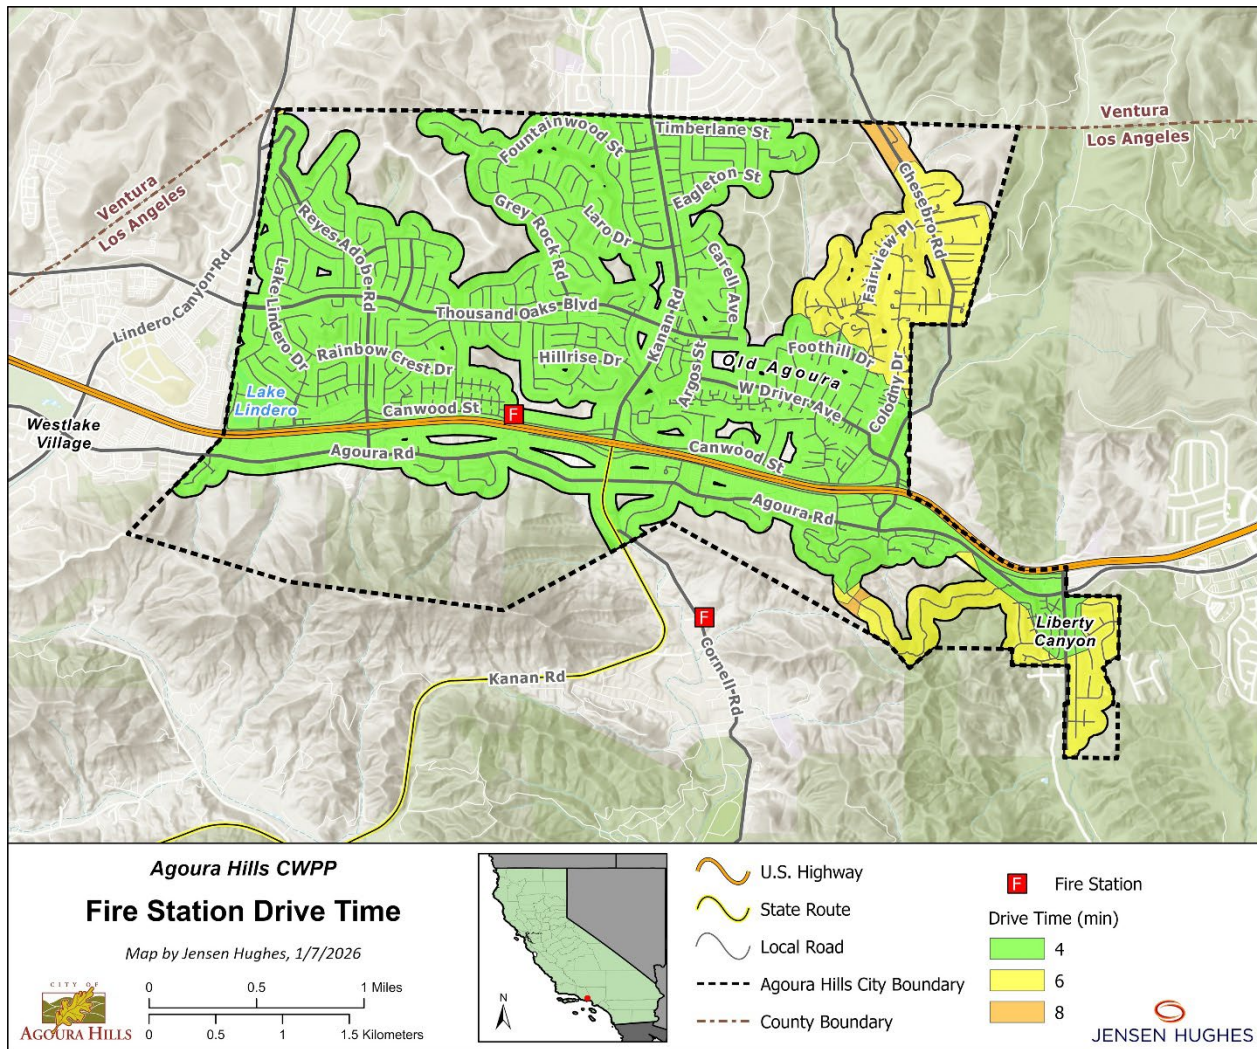 Ventura
Los Angeles
Ventura
Los Angeles
Timberlane St
Fountainwood St
Eagleton St
Chesebro Rd
Reyes Adobe Rd
Grey Rock Rd
Laro Dr
Carell Ave
Fairview Pl
Lindero Canyon Rd
Lake Lindero Dr
Thousand Oaks Blvd
Kanan Rd
Rainbow Crest Dr
Hillrise Dr
Argos St
Foothill Dr
Old Agoura
W Driver Ave
Colodny Dr
Lake
Lindero
Canwood St
F
Westlake
Village
Agoura Rd
Canwood St
Agoura Rd
F
Liberty
Canyon
Cornell Rd
Kanan Rd
Agoura Hills CWPP
Fire Station Drive Time
Map by Jensen Hughes, 1/7/2026
CITY OF
AGOURA HILLS
0 0.5 1 Miles
0 0.5 1 1.5 Kilometers
N
U.S. Highway
State Route
Local Road
Agoura Hills City Boundary
County Boundary
F Fire Station
Drive Time (min)
4
6
8
JENSEN HUGHES